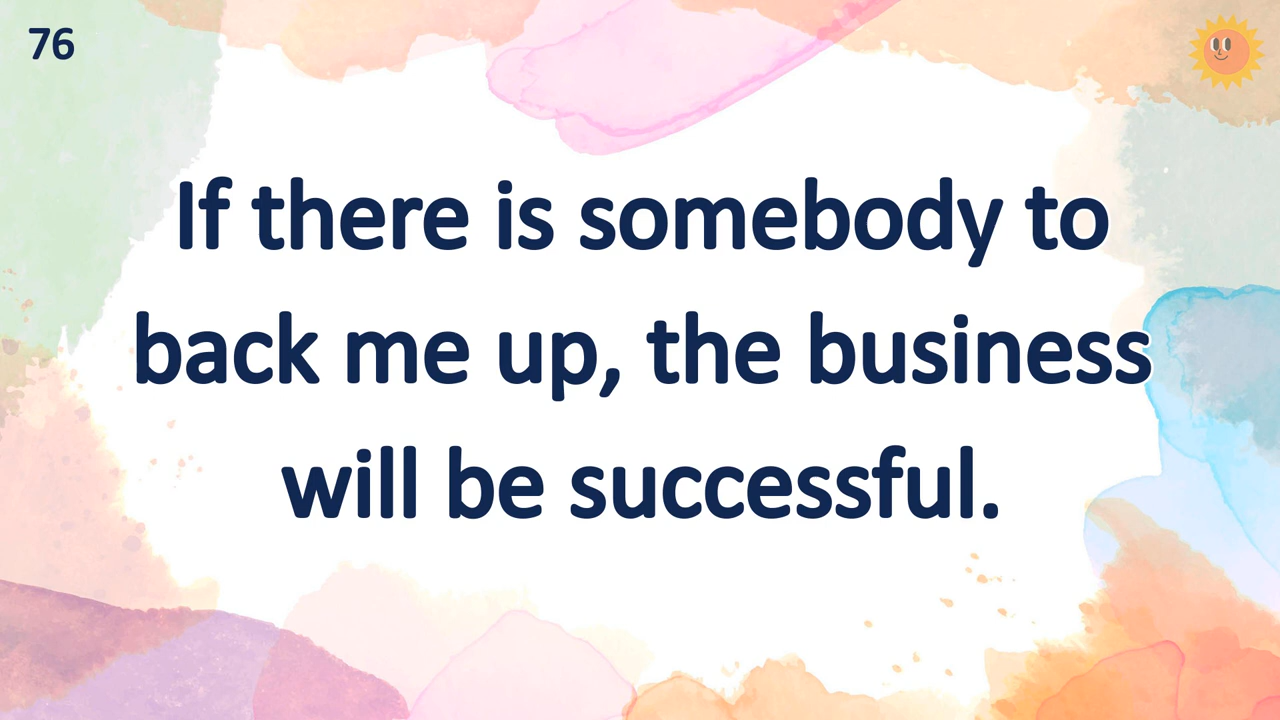 76
If there is somebody to
back me up, the business
will be successful.